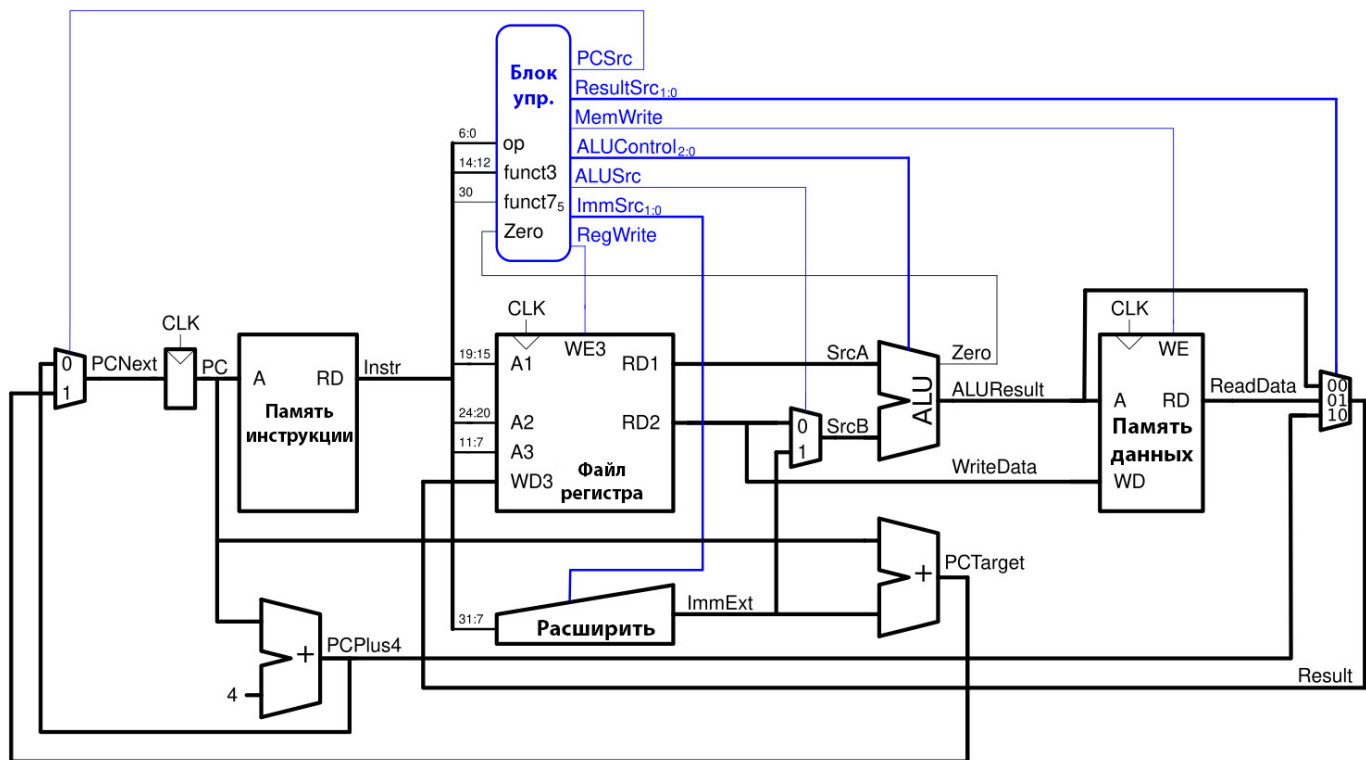 PCSrc
Блок
упр.
ResultSrc1:0
MemWrite
6:0
op
ALUControl2:0
14:12
funct3
ALUSrc
30
funct75
ImmSrc1:0
Zero
RegWrite
CLK
CLK
CLK
0
1
PCNext
PC
A
RD
Память
инструкции
Instr
19:15
A1
WE3
RD1
24:20
A2
RD2
11:7
A3
WD3
Файл
регистра
SrcA
0
1
SrcB
ALU
Zero
ALUResult
WE
A
RD
Память
данных
WD
WriteData
ReadData
00
01
10
+
PCTarget
31:7
Расширить
ImmExt
PCPlus4
+
4
Result